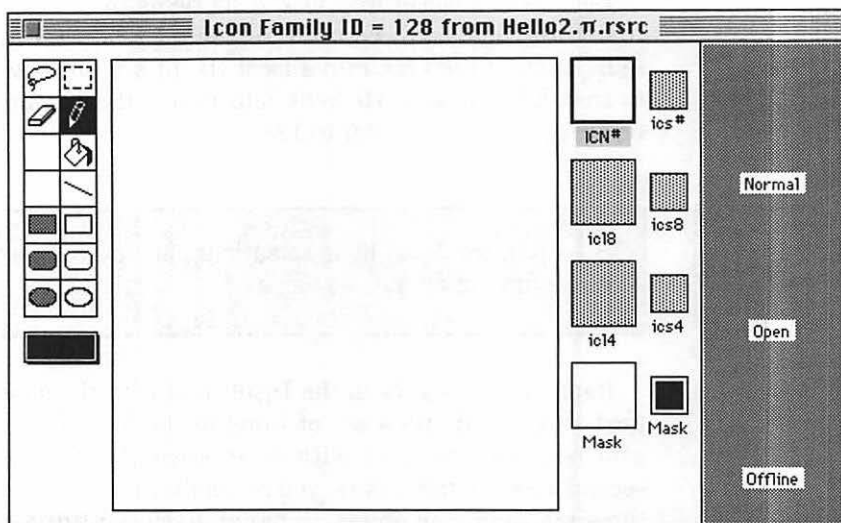 Icon Family ID = 128 from Hello2.π.rsrc
ICN#
ics#
icl8
ics8
icl4
ics4
Mask
Mask
Normal
Open
Offline